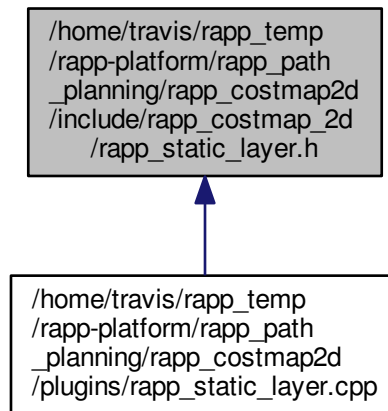 /home/travis/rapp_temp
/rapp-platform/rapp_path
_planning/rapp_costmap2d
/include/rapp_costmap_2d
/rapp_static_layer.h
/home/travis/rapp_temp
/rapp-platform/rapp_path
_planning/rapp_costmap2d
/plugins/rapp_static_layer.cpp